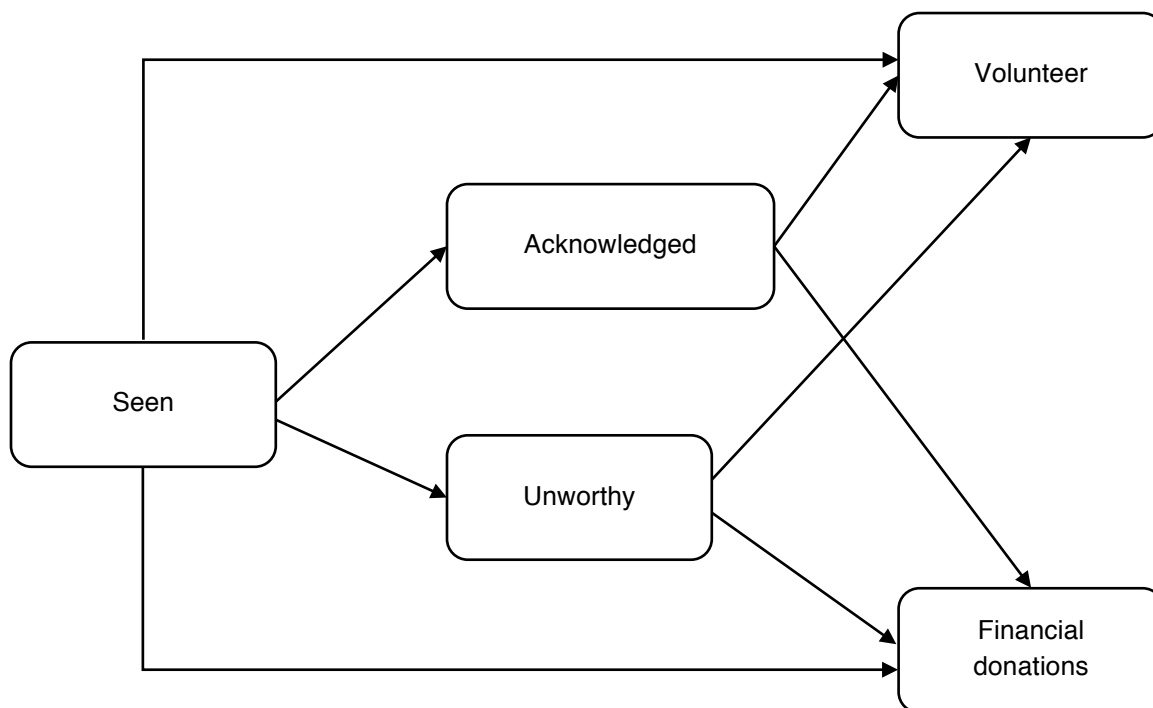 Volunteer
Acknowledged
Seen
Unworthy
Financial
donations